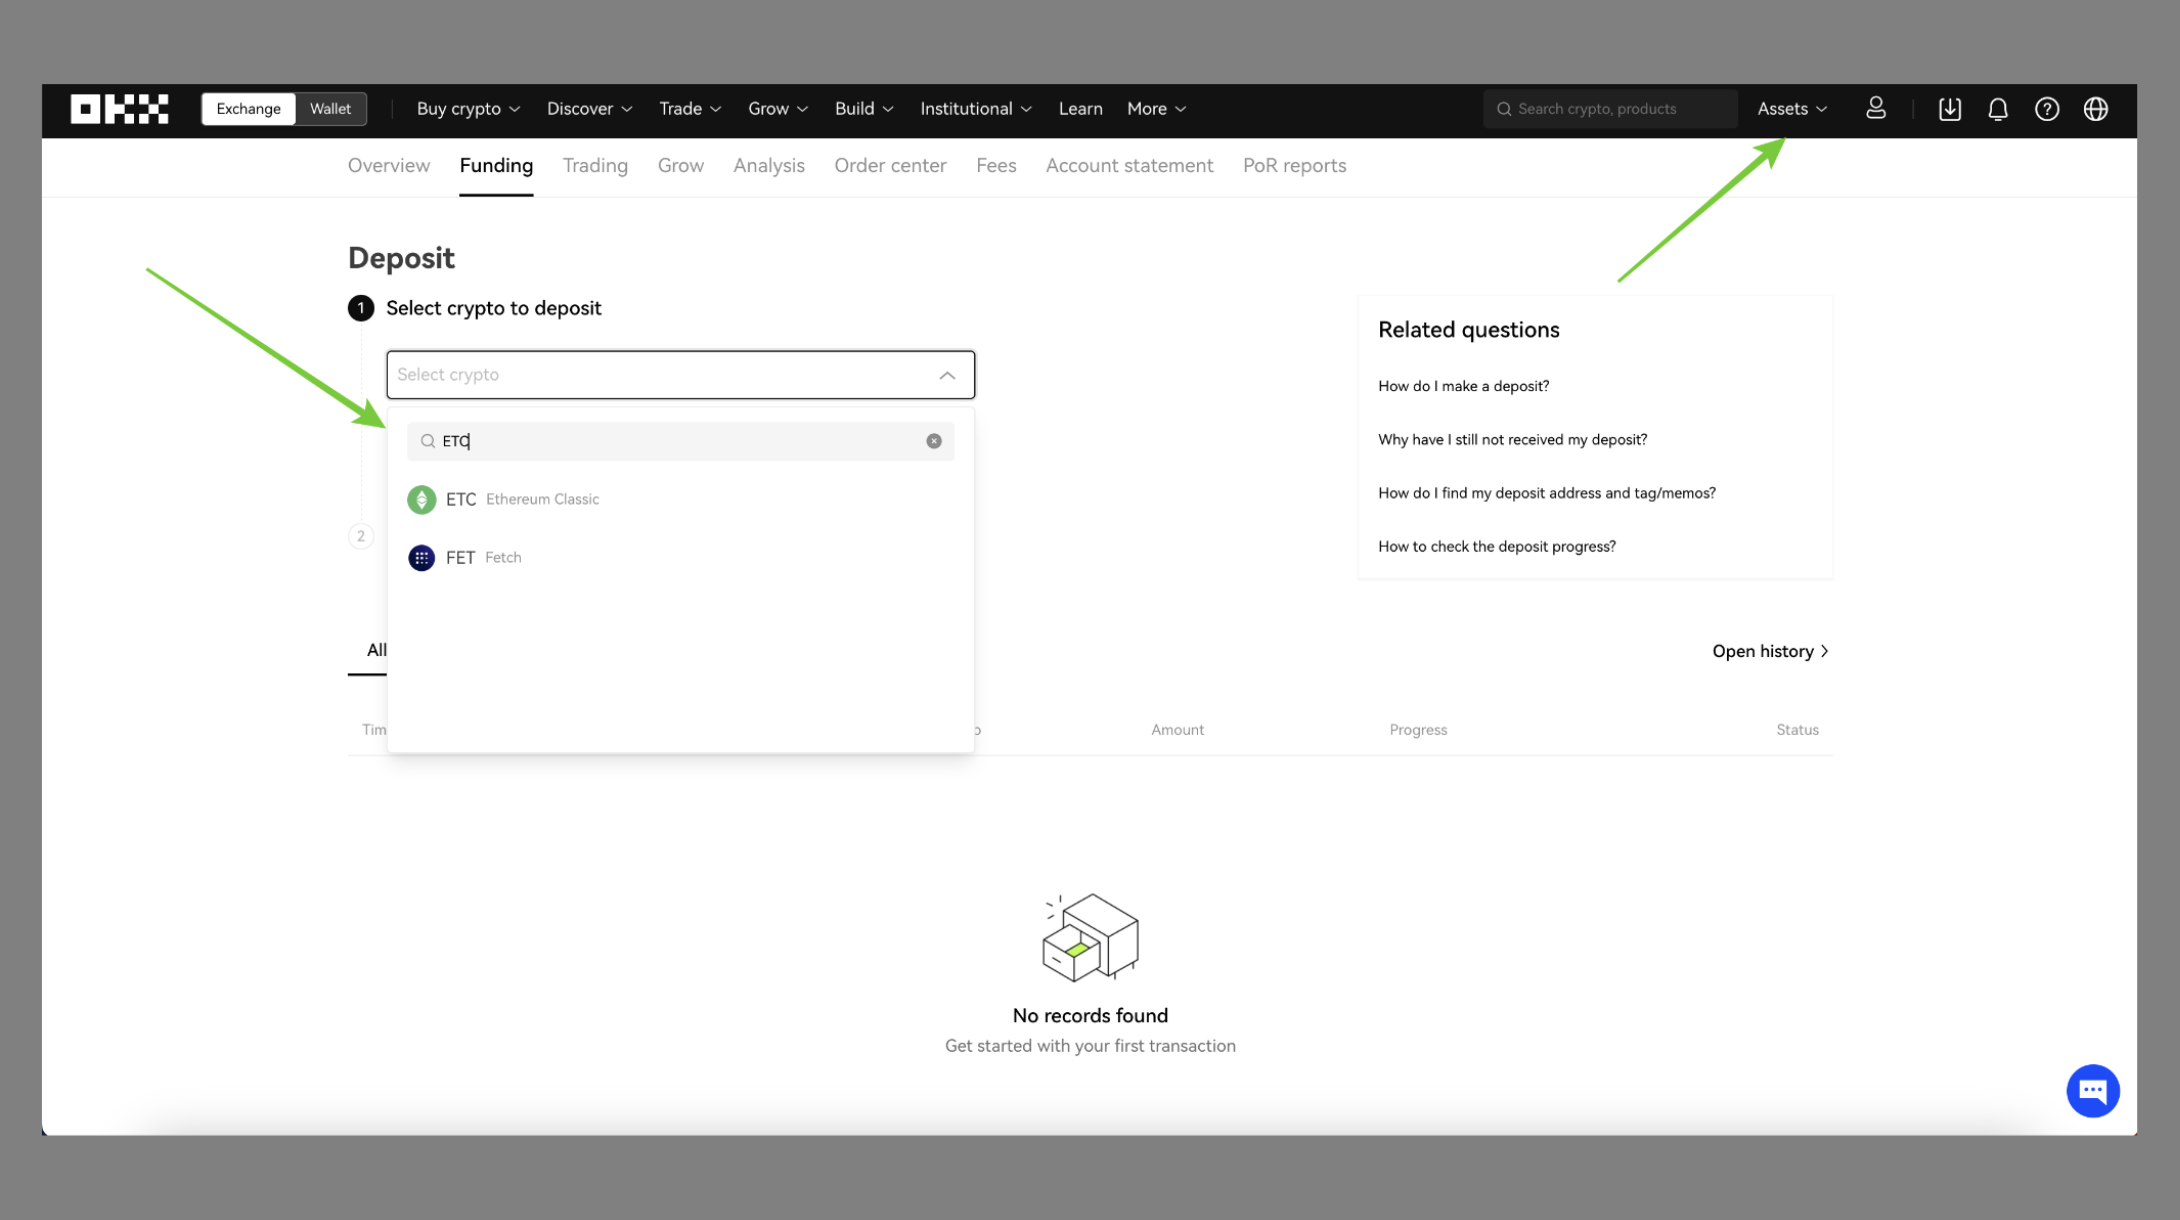 OKX Exchange Wallet Buy crypto Discover Trade Grow Build Institutional Learn More Search crypto, products Assets
Overview Funding Trading Grow Analysis Order center Fees Account statement PoR reports
Deposit
1 Select crypto to deposit
Select crypto
ETC
ETC Ethereum Classic
2
FET Fetch
Related questions
How do I make a deposit?
Why have I still not received my deposit?
How do I find my deposit address and tag/memos?
How to check the deposit progress?
All
Open history
Tim Amount Progress Status
No records found
Get started with your first transaction